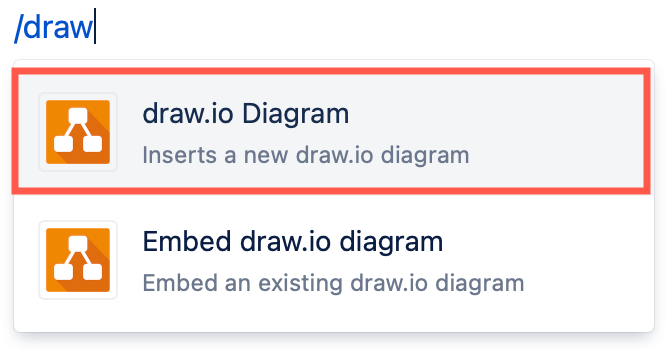 /draw
draw.io Diagram
Inserts a new draw.io diagram
Embed draw.io diagram
Embed an existing draw.io diagram